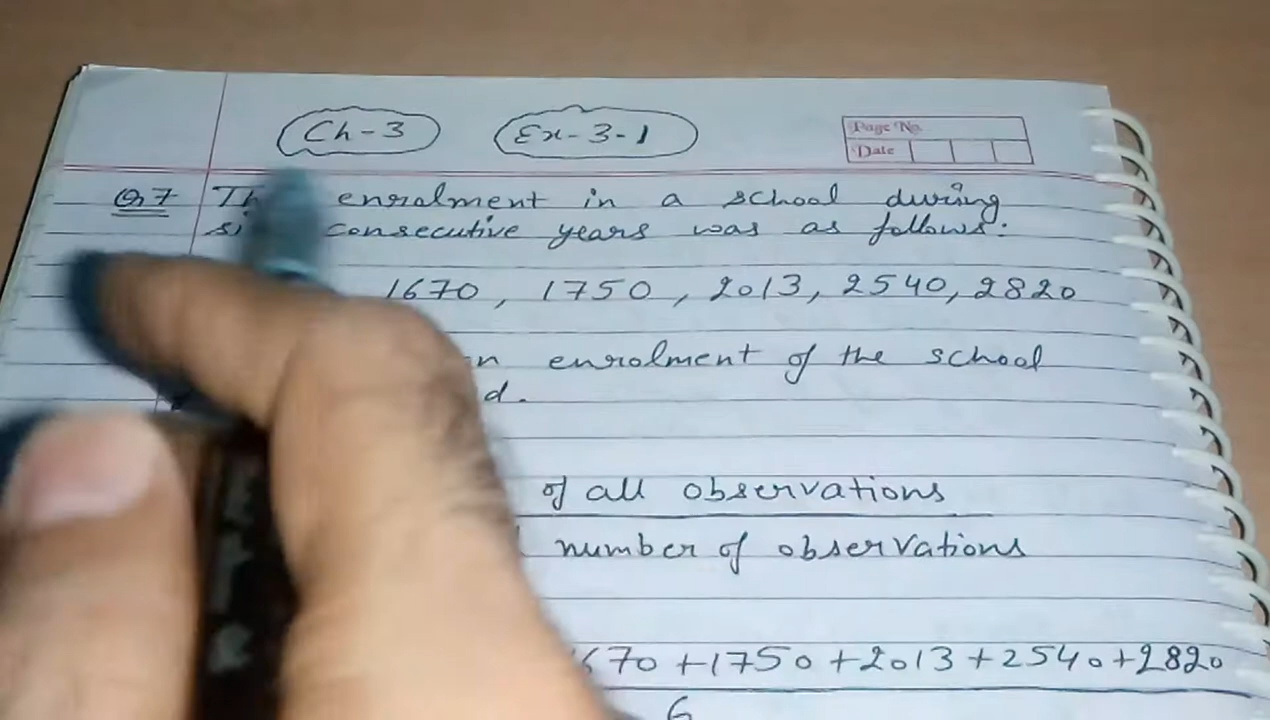 Ch-3 Ex-3.1
Page No.
Date
Q7 The enrolment in a school during
consecutive years was as follows:
1670, 1750, 2013, 2540, 2820
enrolment of the school
of all observations
number of observations
670+1750+2013+2540+2820
6